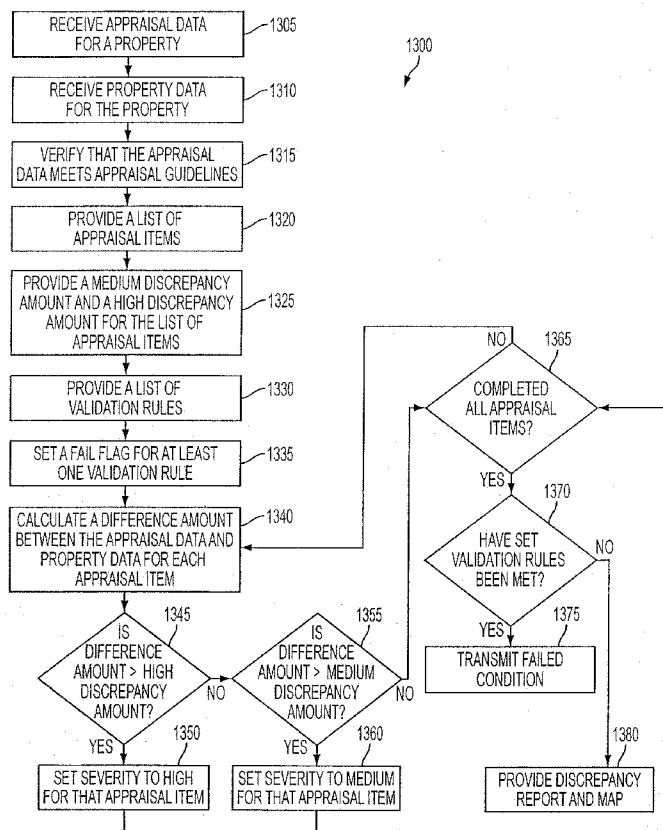 RECEIVE APPRAISAL DATA
FOR A PROPERTY
1305
1300
RECEIVE PROPERTY DATA
FOR THE PROPERTY
1310
VERIFY THAT THE APPRAISAL
DATA MEETS APPRAISAL GUIDELINES
1315
PROVIDE A LIST OF
APPRAISAL ITEMS
1320
PROVIDE A MEDIUM DISCREPANCY
AMOUNT AND A HIGH DISCREPANCY
AMOUNT FOR THE LIST OF
APPRAISAL ITEMS
1325
PROVIDE A LIST OF
VALIDATION RULES
1330
SET A FAIL FLAG FOR AT LEAST
ONE VALIDATION RULE
1335
CALCULATE A DIFFERENCE AMOUNT
BETWEEN THE APPRAISAL DATA AND
PROPERTY DATA FOR EACH
APPRAISAL ITEM
1340
IS
DIFFERENCE
AMOUNT > HIGH
DISCREPANCY
AMOUNT?
1345
NO
YES
SET SEVERITY TO HIGH
FOR THAT APPRAISAL ITEM
1350
IS
DIFFERENCE
AMOUNT > MEDIUM
DISCREPANCY
AMOUNT?
1355
NO
YES
SET SEVERITY TO MEDIUM
FOR THAT APPRAISAL ITEM
1360
NO
1365
COMPLETED
ALL APPRAISAL
ITEMS?
YES
1370
HAVE SET
VALIDATION RULES
BEEN MET?
NO
YES
1375
TRANSMIT FAILED
CONDITION
1380
PROVIDE DISCREPANCY
REPORT AND MAP